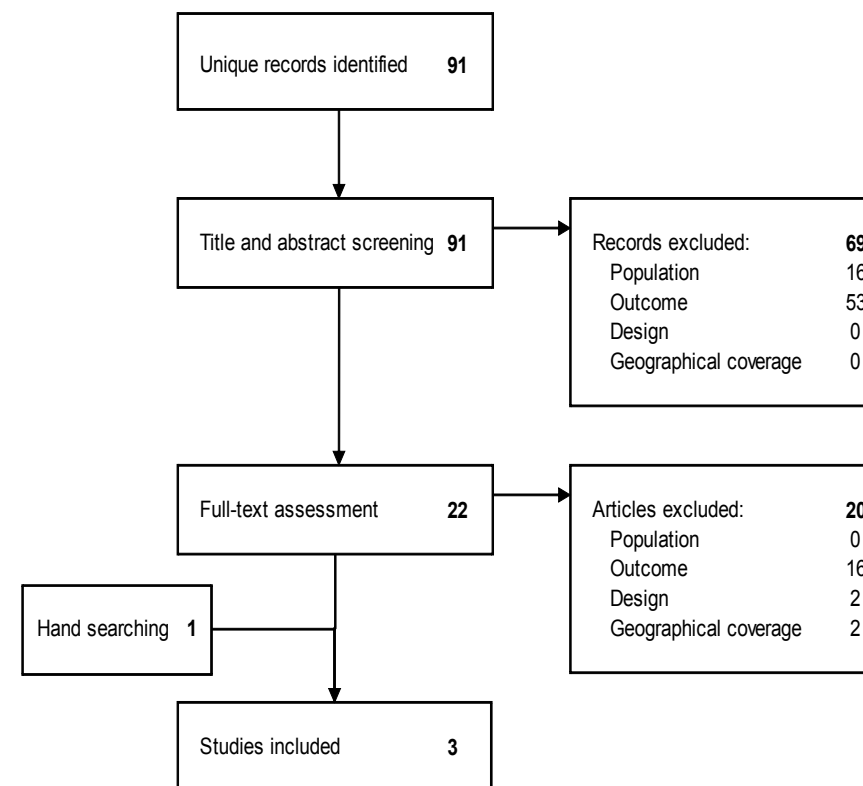 Unique records identified 91
Title and abstract screening 91
Records excluded: 69
Population 16
Outcome 53
Design 0
Geographical coverage 0
Full-text assessment 22
Articles excluded: 20
Population 0
Outcome 16
Design 2
Geographical coverage 2
Hand searching 1
Studies included 3